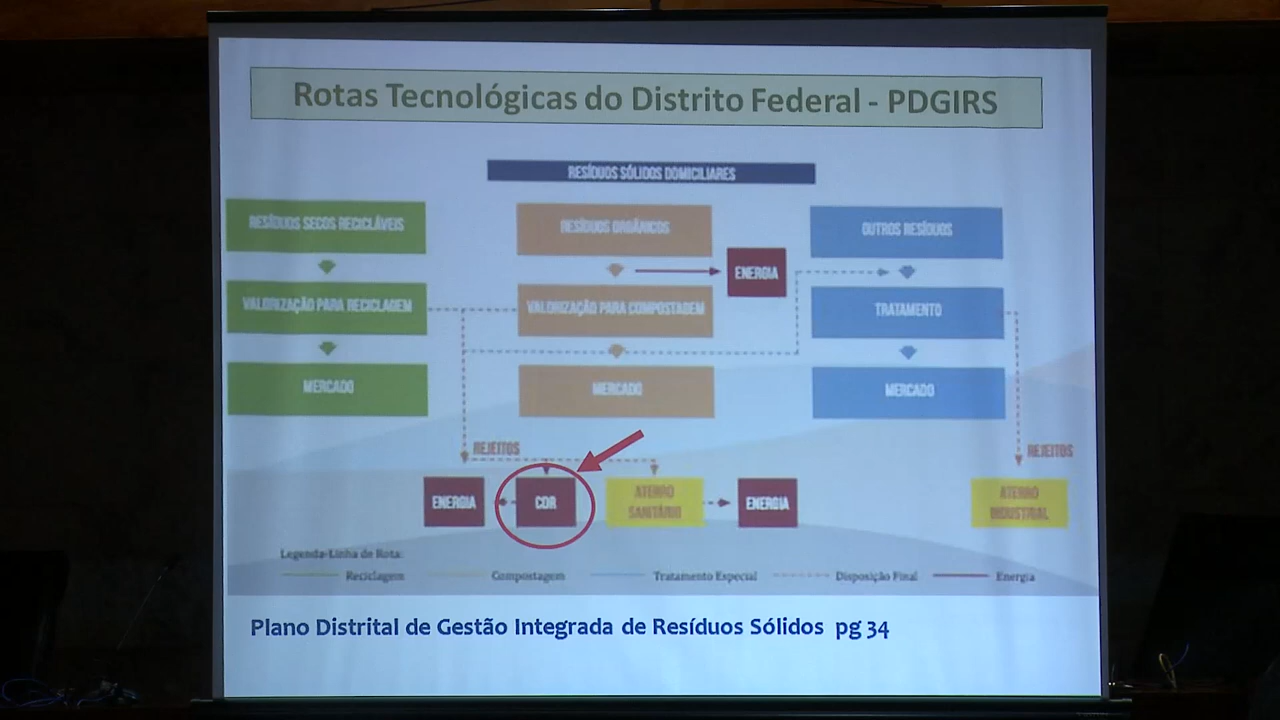 Rotas Tecnológicas do Distrito Federal - PDGIRS
RESÍDUOS SÓLIDOS DOMICILIARES
RESÍDUOS SECOS RECICLÁVEIS
RESÍDUOS ORGÂNICOS
OUTROS RESÍDUOS
ENERGIA
VALORIZAÇÃO PARA RECICLAGEM
VALORIZAÇÃO PARA COMPOSTAGEM
TRATAMENTO
MERCADO
MERCADO
MERCADO
REJEITOS
REJEITOS
ENERGIA
CDR
ATERRO
SANITÁRIO
ENERGIA
ATERRO
INDUSTRIAL
Legenda-Linha de Rota:
Reciclagem
Compostagem
Tratamento Especial
Disposição Final
Energia
Plano Distrital de Gestão Integrada de Resíduos Sólidos pg 34